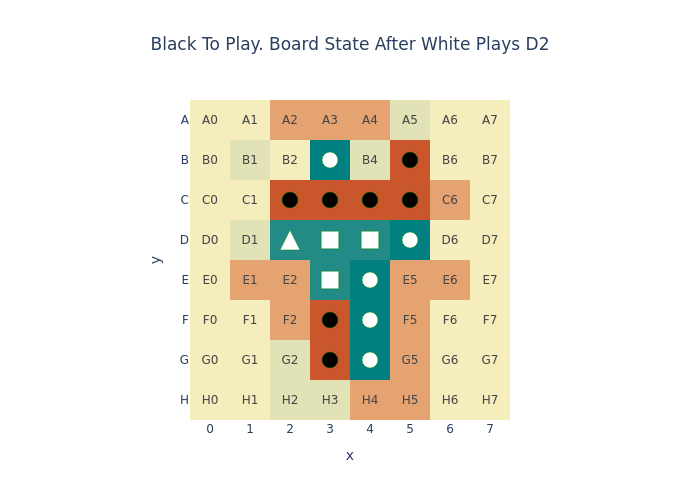 Black To Play. Board State After White Plays D2
A A0 A1 A2 A3 A4 A5 A6 A7
B B0 B1 B2 B4 B6 B7
C C0 C1 C6 C7
D D0 D1 D6 D7
y
E E0 E1 E2 E5 E6 E7
F F0 F1 F2 F5 F6 F7
G G0 G1 G2 G5 G6 G7
H H0 H1 H2 H3 H4 H5 H6 H7
0 1 2 3 4 5 6 7
x